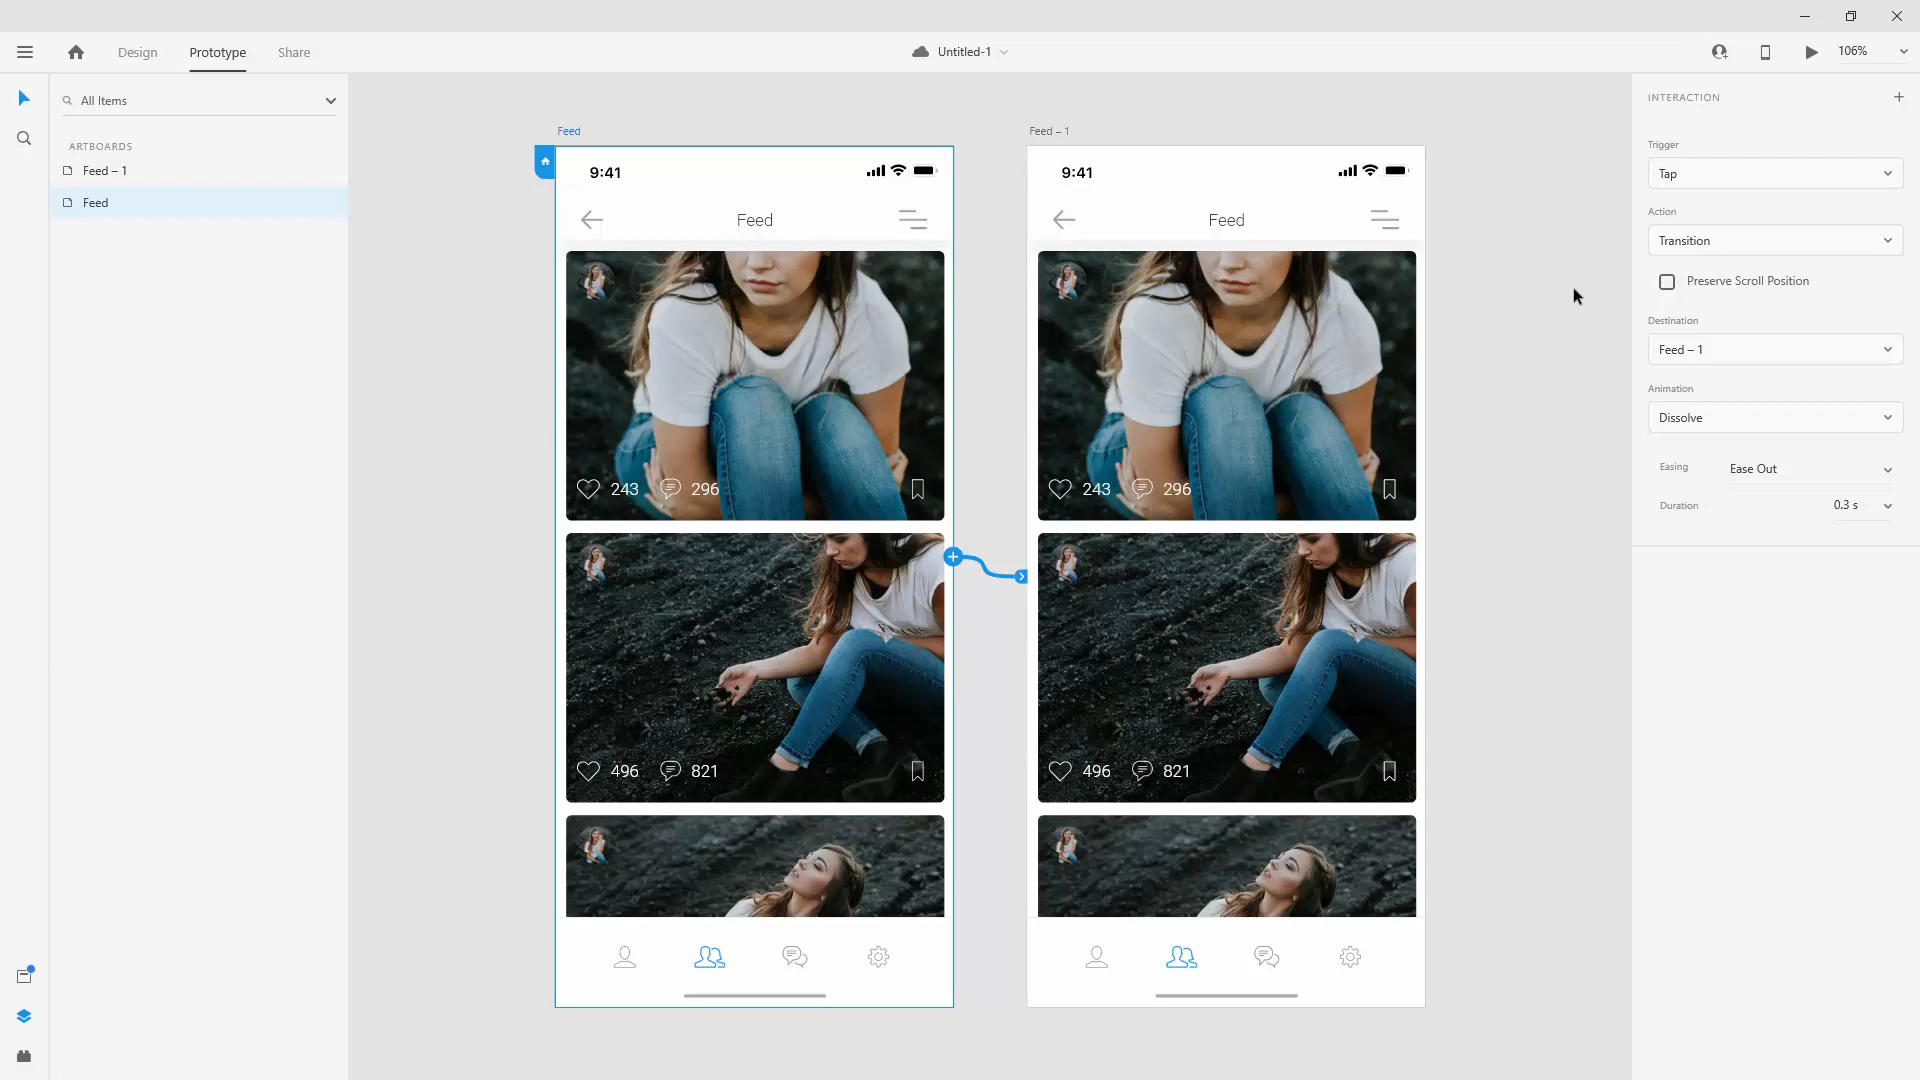 Design
Prototype
Share
Untitled-1
106%
All Items
ARTBOARDS
Feed – 1
Feed
Feed
9:41
Feed
243
296
496
821
Feed – 1
9:41
Feed
243
296
496
821
INTERACTION
Trigger
Tap
Action
Transition
Preserve Scroll Position
Destination
Feed – 1
Animation
Dissolve
Easing
Ease Out
Duration
0.3 s